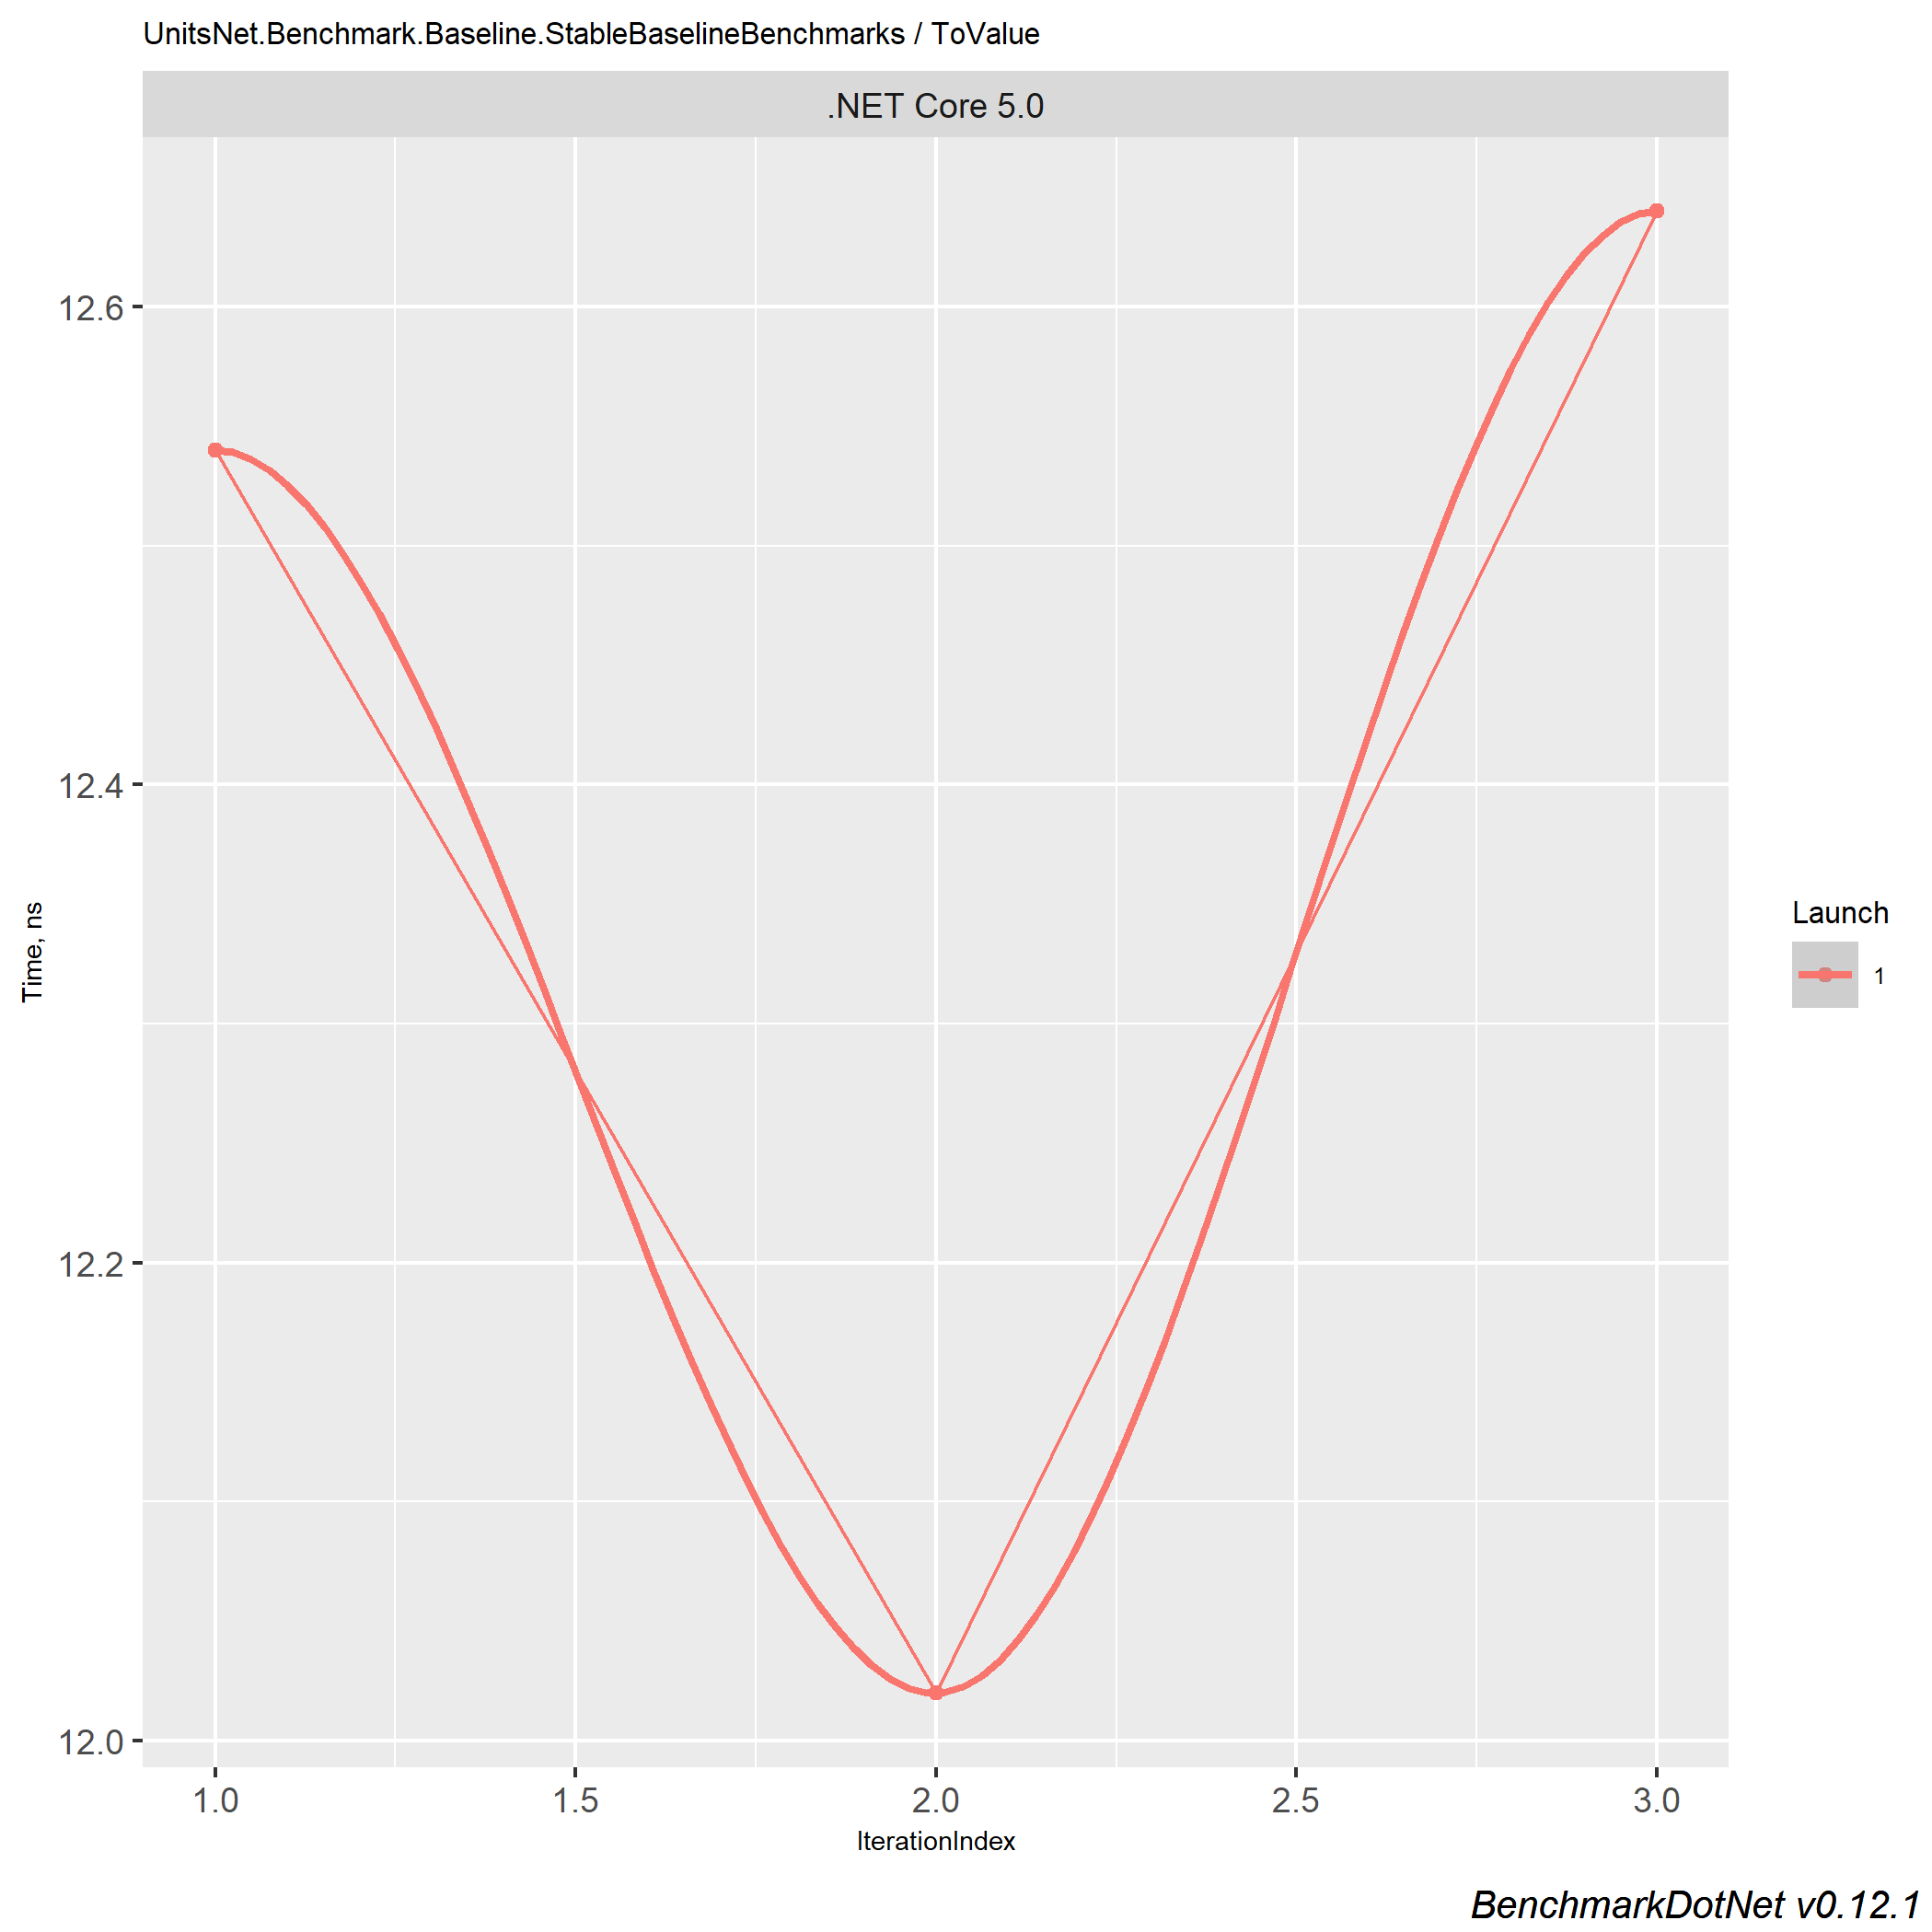 UnitsNet.Benchmark.Baseline.StableBaselineBenchmarks / ToValue
.NET Core 5.0
12.6
12.4
12.2
12.0
Time, ns
1.0 1.5 2.0 2.5 3.0
IterationIndex
Launch
1
BenchmarkDotNet v0.12.1